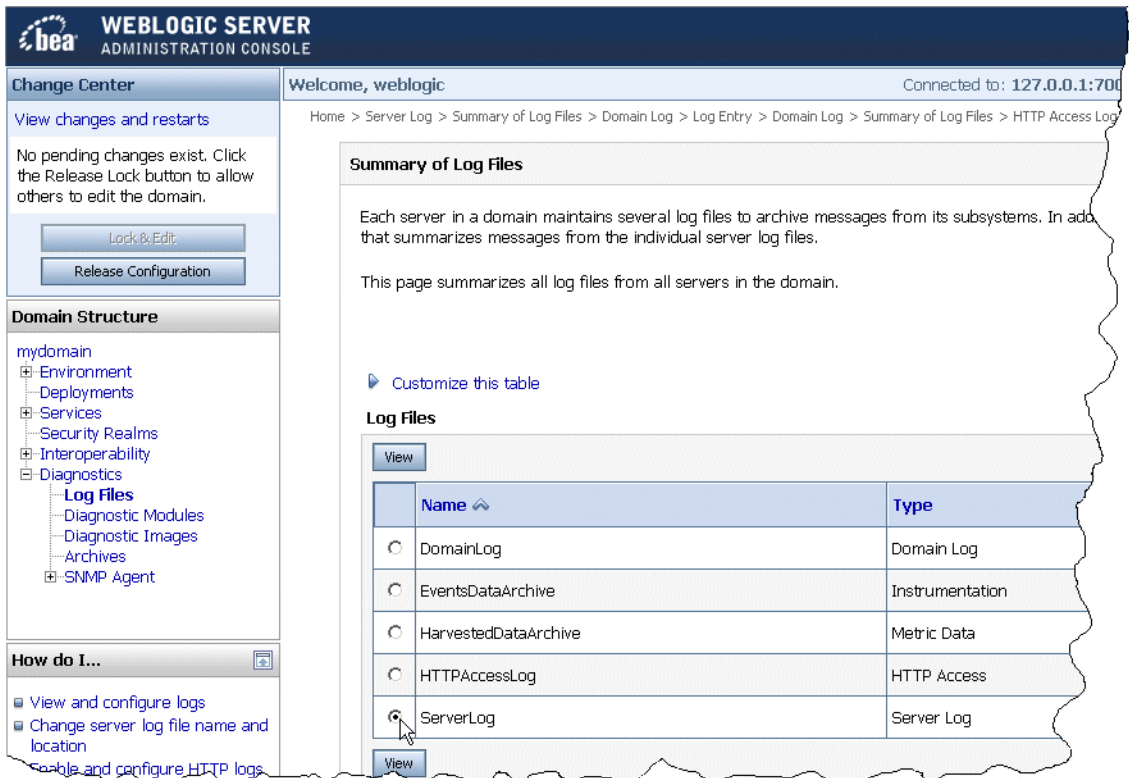 bea
WEBLOGIC SERVER
ADMINISTRATION CONSOLE
Change Center
View changes and restarts
No pending changes exist. Click
the Release Lock button to allow
others to edit the domain.
Lock & Edit
Release Configuration
Domain Structure
mydomain
Environment
Deployments
Services
Security Realms
Interoperability
Diagnostics
Log Files
Diagnostic Modules
Diagnostic Images
Archives
SNMP Agent
How do I...
View and configure logs
Change server log file name and
location
Enable and configure HTTP logs
Welcome, weblogic
Connected to: 127.0.0.1:700
Home > Server Log > Summary of Log Files > Domain Log > Log Entry > Domain Log > Summary of Log Files > HTTP Access Log
Summary of Log Files
Each server in a domain maintains several log files to archive messages from its subsystems. In add
that summarizes messages from the individual server log files.
This page summarizes all log files from all servers in the domain.
Customize this table
Log Files
View
Name Type
DomainLog Domain Log
EventsDataArchive Instrumentation
HarvestedDataArchive Metric Data
HTTPAccessLog HTTP Access
ServerLog Server Log
View